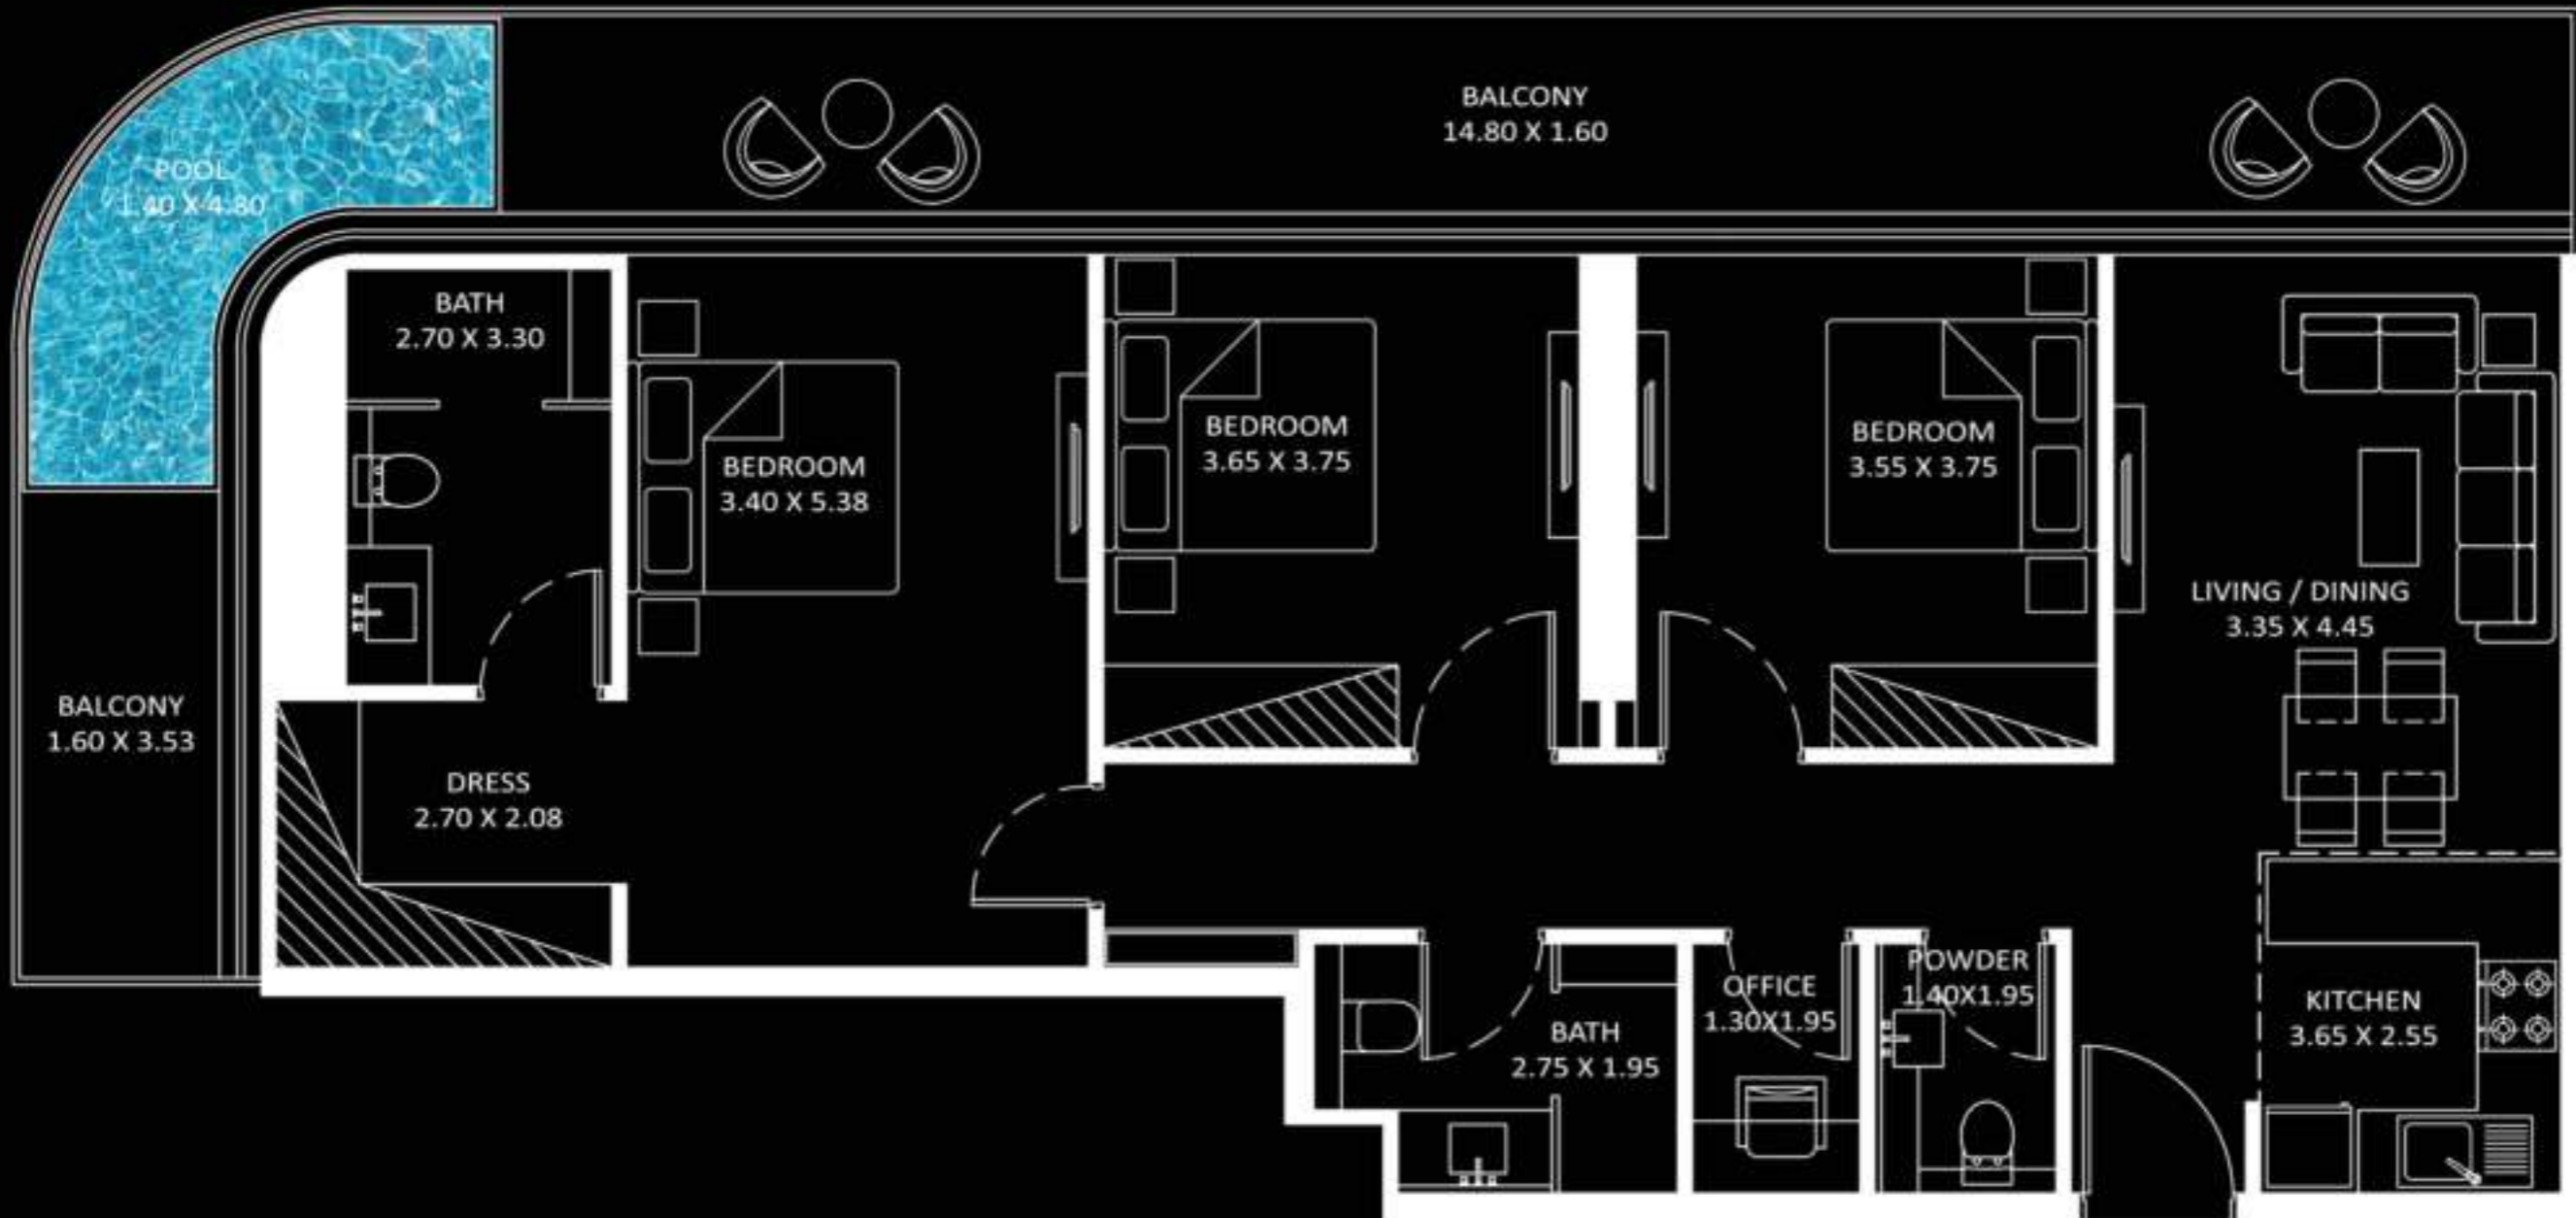 BALCONY
14.80 X 1.60
POOL
1.40 X 4.80
BATH
2.70 X 3.30
BEDROOM
3.40 X 5.38
BEDROOM
3.65 X 3.75
BEDROOM
3.55 X 3.75
LIVING / DINING
3.35 X 4.45
BALCONY
1.60 X 3.53
DRESS
2.70 X 2.08
BATH
2.75 X 1.95
OFFICE
1.30X1.95
POWDER
1.40X1.95
KITCHEN
3.65 X 2.55